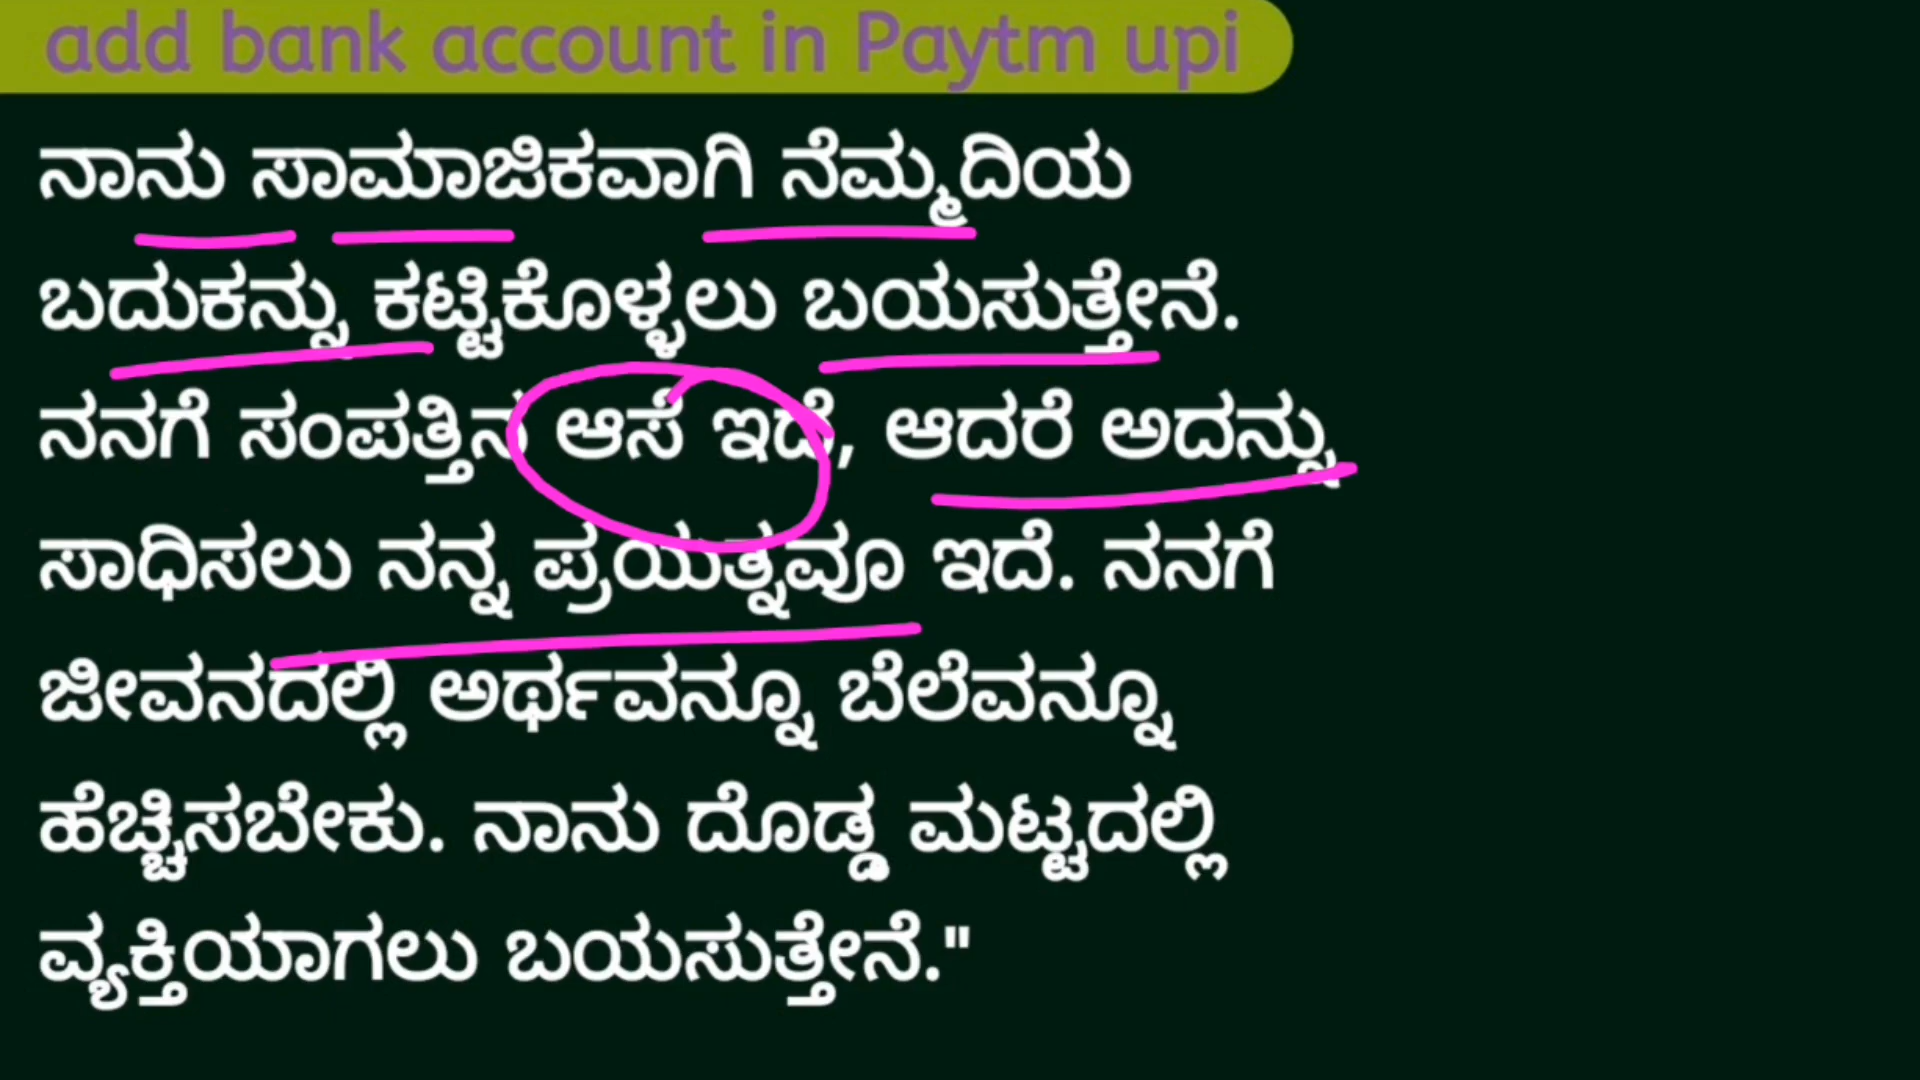 add bank account in Paytm upi
ನಾನು ಸಾಮಾಜಿಕವಾಗಿ ನೆಮ್ಮದಿಯ
ಬದುಕನ್ನು ಕಟ್ಟಿಕೊಳ್ಳಲು ಬಯಸುತ್ತೇನೆ.
ನನಗೆ ಸಂಪತ್ತಿನ ಆಸೆ ಇದೆ, ಆದರೆ ಅದನ್ನು
ಸಾಧಿಸಲು ನನ್ನ ಪ್ರಯತ್ನವೂ ಇದೆ. ನನಗೆ
ಜೀವನದಲ್ಲಿ ಅರ್ಥವನ್ನೂ ಬೆಲೆವನ್ನೂ
ಹೆಚ್ಚಿಸಬೇಕು. ನಾನು ದೊಡ್ಡ ಮಟ್ಟದಲ್ಲಿ
ವ್ಯಕ್ತಿಯಾಗಲು ಬಯಸುತ್ತೇನೆ."